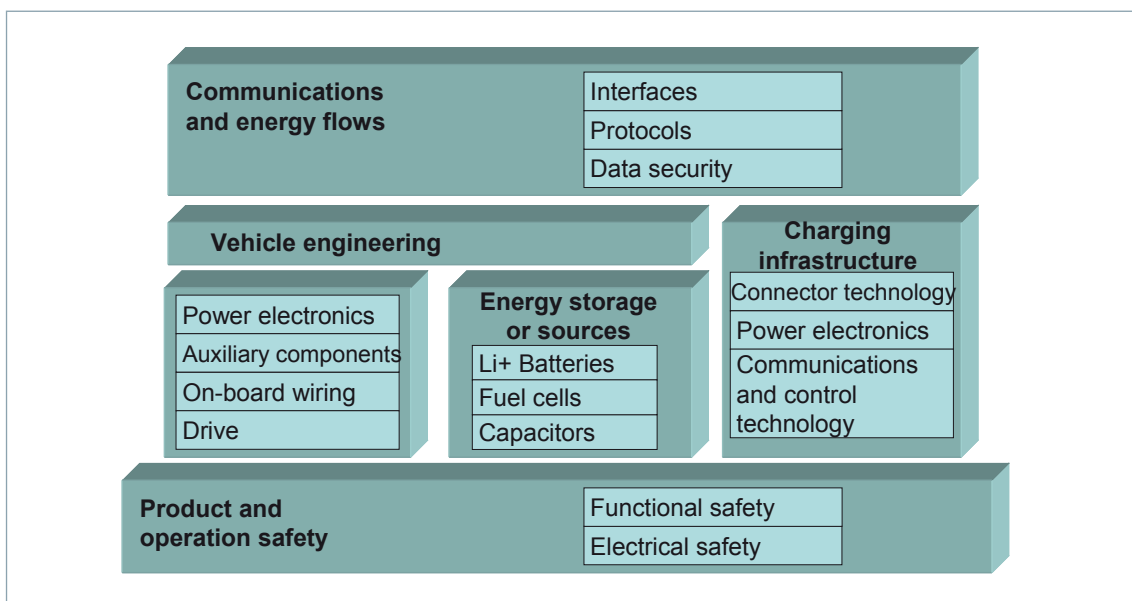 Communications
and energy flows
Interfaces
Protocols
Data security
Vehicle engineering
Power electronics
Auxiliary components
On-board wiring
Drive
Energy storage
or sources
Li+ Batteries
Fuel cells
Capacitors
Charging
infrastructure
Connector technology
Power electronics
Communications
and control
technology
Product and
operation safety
Functional safety
Electrical safety